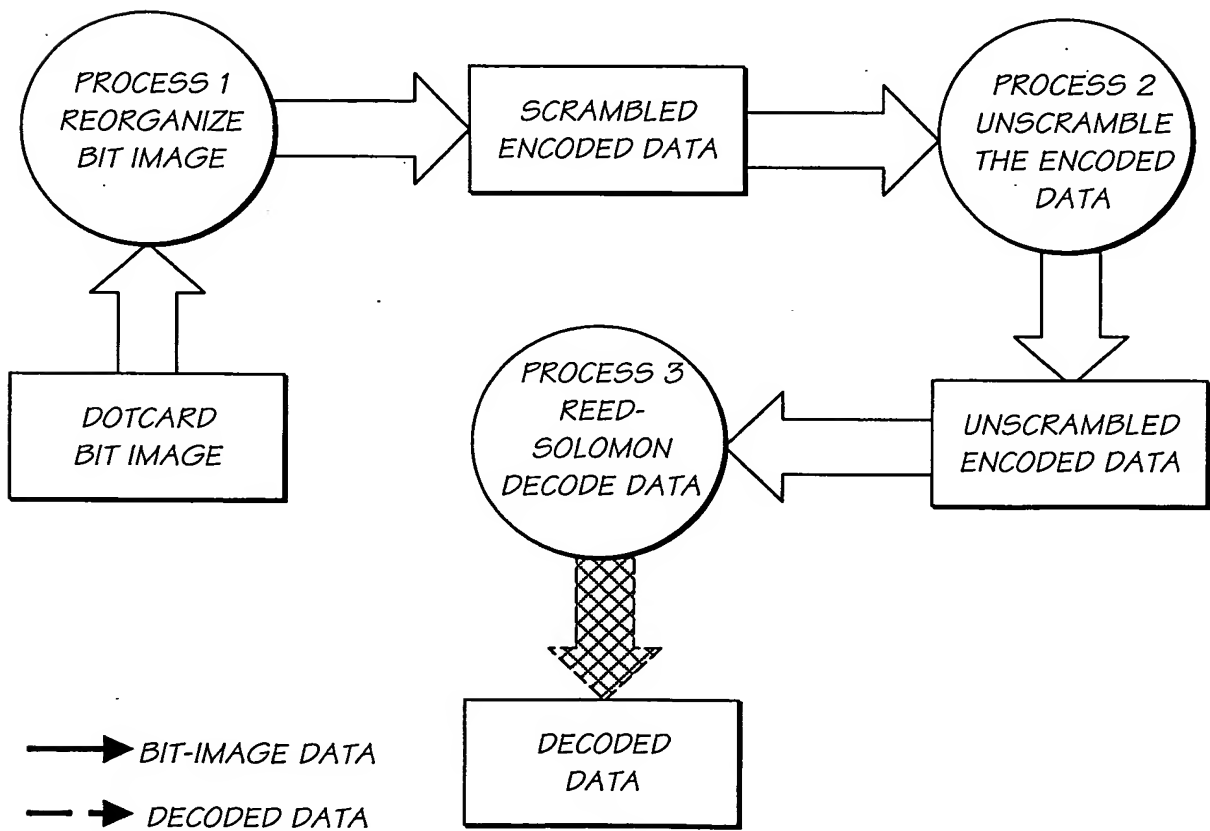 PROCESS 1
REORGANIZE
BIT IMAGE
SCRAMBLED
ENCODED DATA
PROCESS 2
UNSCRAMBLE
THE ENCODED
DATA
DOTCARD
BIT IMAGE
PROCESS 3
REED-
SOLOMON
DECODE DATA
UNSCRAMBLED
ENCODED DATA
DECODED
DATA
BIT-IMAGE DATA
DECODED DATA